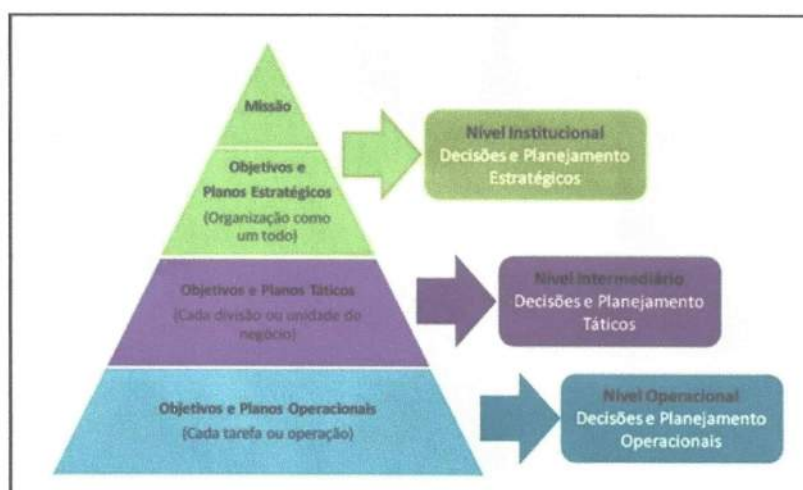 Missão
Objetivos e
Planos Estratégicos
(Organização como
um todo)
Nível Institucional
Decisões e Planejamento
Estratégicos
Objetivos e Planos Táticos
(Cada divisão ou unidade do
negócio)
Nível Intermediário
Decisões e Planejamento
Táticos
Objetivos e Planos Operacionais
(Cada tarefa ou operação)
Nível Operacional
Decisões e Planejamento
Operacionais